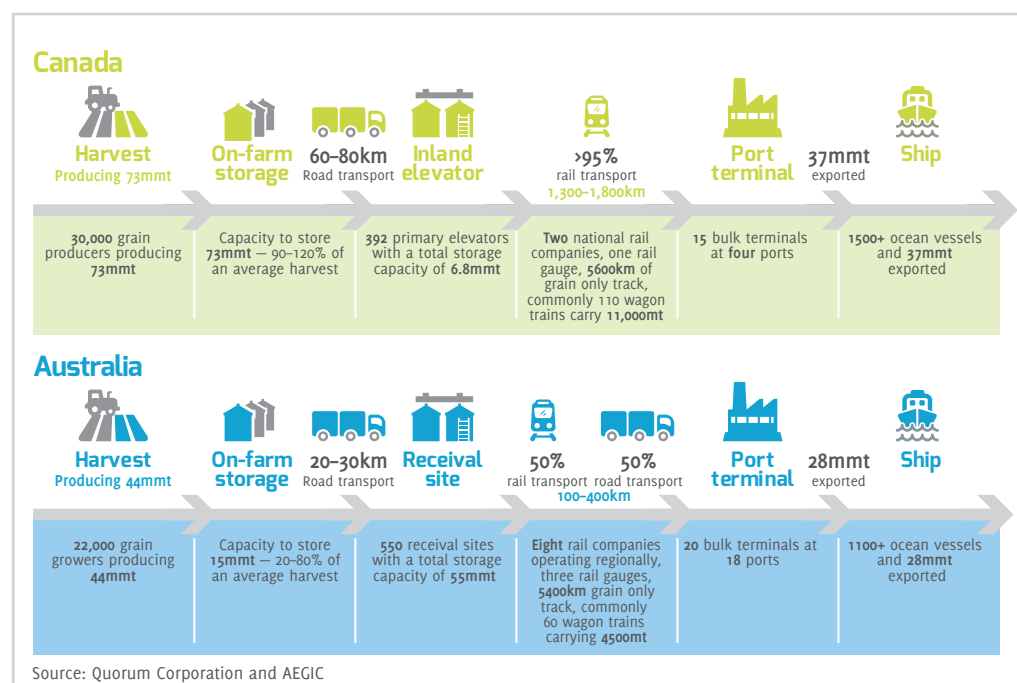 Canada
Harvest
Producing 73mmt
On-farm
storage
60–80km
Road transport
Inland
elevator
>95%
rail transport
1,300–1,800km
Port
terminal
37mmt
exported
Ship
30,000 grain
producers producing
73mmt
Capacity to store
73mmt — 90–120% of
an average harvest
392 primary elevators
with a total storage
capacity of 6.8mmt
Two national rail
companies, one rail
gauge, 5600km of
grain only track,
commonly 110 wagon
trains carry 11,000mt
15 bulk terminals
at four ports
1500+ ocean vessels
and 37mmt
exported
Australia
Harvest
Producing 44mmt
On-farm
storage
20–30km
Road transport
Receival
site
50%
rail transport
50%
road transport
100–400km
Port
terminal
28mmt
exported
Ship
22,000 grain
growers producing
44mmt
Capacity to store
15mmt — 20–80% of
an average harvest
550 receival sites
with a total storage
capacity of 55mmt
Eight rail companies
operating regionally,
three rail gauges,
5400km grain only
track, commonly
60 wagon trains
carrying 4500mt
20 bulk terminals at
18 ports
1100+ ocean vessels
and 28mmt
exported
Source: Quorum Corporation and AEGIC